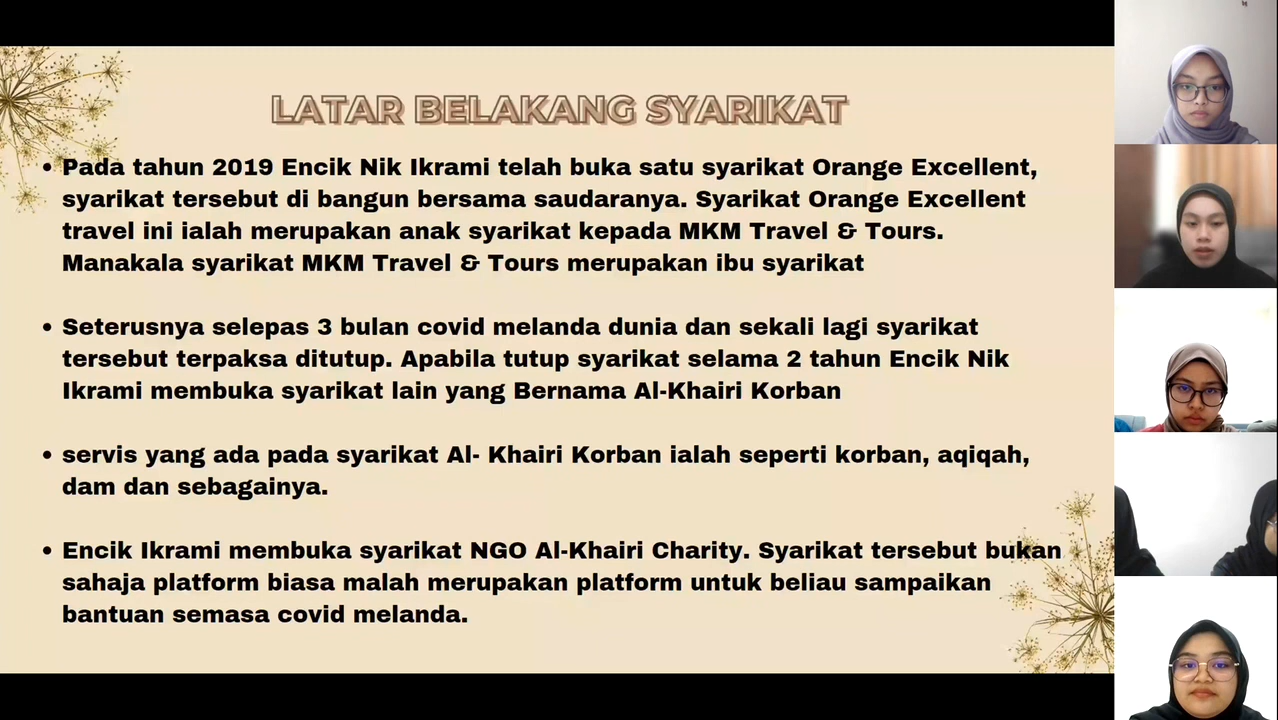 LATAR BELAKANG SYARIKAT
• Pada tahun 2019 Encik Nik Ikrami telah buka satu syarikat Orange Excellent,
syarikat tersebut di bangun bersama saudaranya. Syarikat Orange Excellent
travel ini ialah merupakan anak syarikat kepada MKM Travel & Tours.
Manakala syarikat MKM Travel & Tours merupakan ibu syarikat
• Seterusnya selepas 3 bulan covid melanda dunia dan sekali lagi syarikat
tersebut terpaksa ditutup. Apabila tutup syarikat selama 2 tahun Encik Nik
Ikrami membuka syarikat lain yang Bernama Al-Khairi Korban
• servis yang ada pada syarikat Al- Khairi Korban ialah seperti korban, aqiqah,
dam dan sebagainya.
• Encik Ikrami membuka syarikat NGO Al-Khairi Charity. Syarikat tersebut bukan
sahaja platform biasa malah merupakan platform untuk beliau sampaikan
bantuan semasa covid melanda.